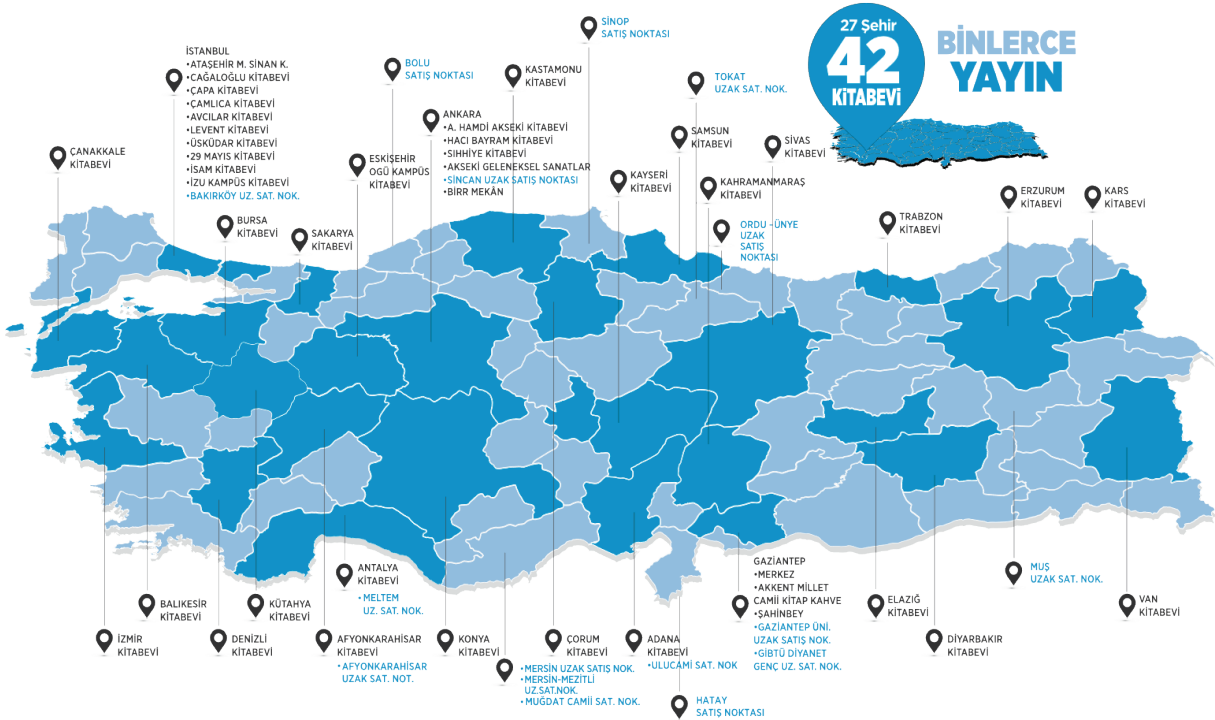 SİNOP
SATIŞ NOKTASI
27 Şehir
42
KİTABEVİ
BİNLERCE
YAYIN
İSTANBUL
•ATAŞEHİR M. SİNAN K.
•CAĞALOĞLU KİTABEVİ
•ÇAPA KİTABEVİ
•ÇAMLICA KİTABEVİ
•AVCILAR KİTABEVİ
•LEVENT KİTABEVİ
•ÜSKÜDAR KİTABEVİ
•29 MAYIS KİTABEVİ
•İSAM KİTABEVİ
•İZU KAMPÜS KİTABEVİ
•BAKIRKÖY UZ. SAT. NOK.
BOLU
SATIŞ NOKTASI
KASTAMONU
KİTABEVİ
TOKAT
UZAK SAT. NOK.
ANKARA
•A. HAMDİ AKSEKİ KİTABEVİ
•HACI BAYRAM KİTABEVİ
•SIHHİYE KİTABEVİ
•AKSEKİ GELENEKSEL SANATLAR
•SİNCAN UZAK SATIŞ NOKTASI
•BİRR MEKÂN
SAMSUN
KİTABEVİ
SİVAS
KİTABEVİ
ÇANAKKALE
KİTABEVİ
ESKİŞEHİR
OGÜ KAMPÜS
KİTABEVİ
KAYSERİ
KİTABEVİ
KAHRAMANMARAŞ
KİTABEVİ
ERZURUM
KİTABEVİ
KARS
KİTABEVİ
BURSA
KİTABEVİ
SAKARYA
KİTABEVİ
ORDU -ÜNYE
UZAK
SATIŞ
NOKTASI
TRABZON
KİTABEVİ
ANTALYA
KİTABEVİ
•MELTEM
UZ. SAT. NOK.
GAZİANTEP
•MERKEZ
•AKKENT MİLLET
CAMİİ KİTAP KAHVE
•ŞAHİNBEY
•GAZİANTEP ÜNİ.
UZAK SATIŞ NOK.
•GİBTÜ DİYANET
GENÇ UZ. SAT. NOK.
MUŞ
UZAK SAT. NOK.
BALIKESİR
KİTABEVİ
KÜTAHYA
KİTABEVİ
ELAZIĞ
KİTABEVİ
VAN
KİTABEVİ
İZMİR
KİTABEVİ
DENİZLİ
KİTABEVİ
AFYONKARAHİSAR
KİTABEVİ
•AFYONKARAHİSAR
UZAK SAT. NOT.
KONYA
KİTABEVİ
ÇORUM
KİTABEVİ
ADANA
KİTABEVİ
•ULUCAMİ SAT. NOK
DİYARBAKIR
KİTABEVİ
•MERSİN UZAK SATIŞ NOK.
•MERSİN-MEZİTLİ
UZ.SAT.NOK.
•MUĞDAT CAMİİ SAT. NOK.
HATAY
SATIŞ NOKTASI